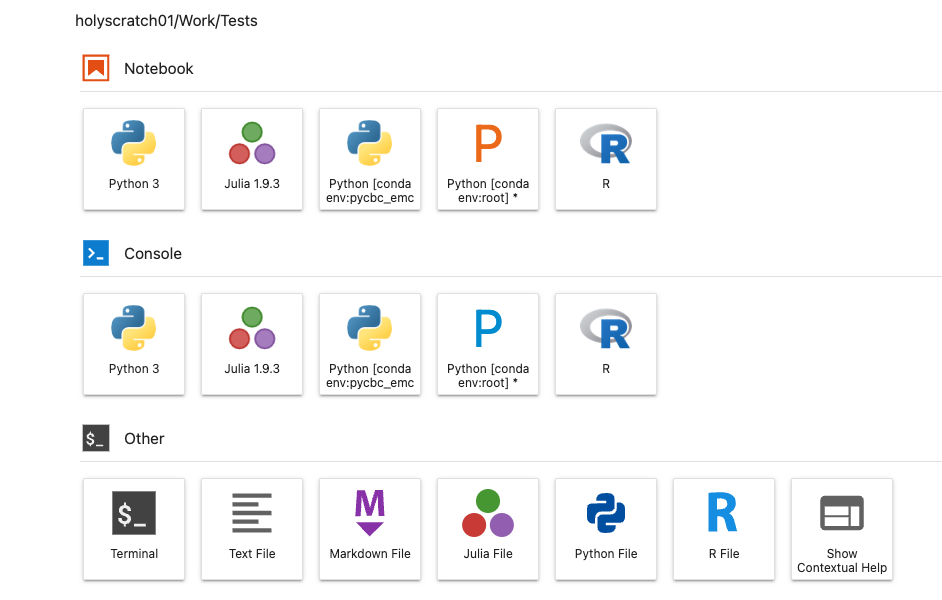 holyscratch01/Work/Tests
Notebook
Python 3
Julia 1.9.3
Python [conda
env:pycbc_emc
P
Python [conda
env:root] *
R
R
Console
Python 3
Julia 1.9.3
Python [conda
env:pycbc_emc
P
Python [conda
env:root] *
R
R
$_ Other
$_
Terminal
Text File
M
Markdown File
Julia File
Python File
R
R File
Show
Contextual Help